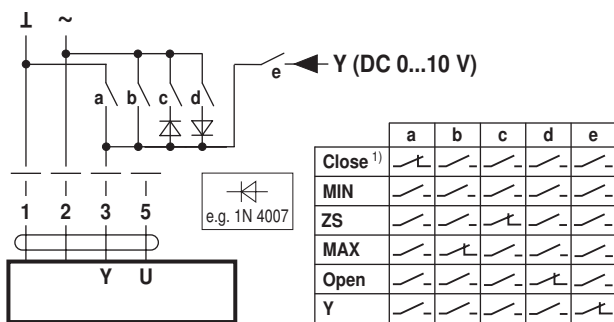 ⊥ ~
Y (DC 0...10 V)
e
a b c d
1 2 3 5
e.g. 1N 4007
Y U
a b c d e
Close 1)
MIN
ZS
MAX
Open
Y